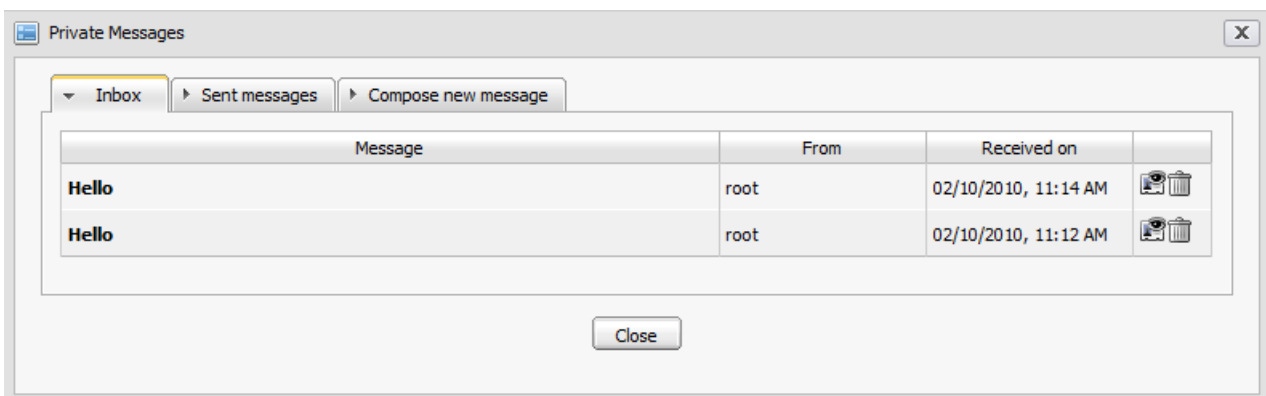 Private Messages
Inbox Sent messages Compose new message
Message From Received on
Hello root 02/10/2010, 11:14 AM
Hello root 02/10/2010, 11:12 AM
Close